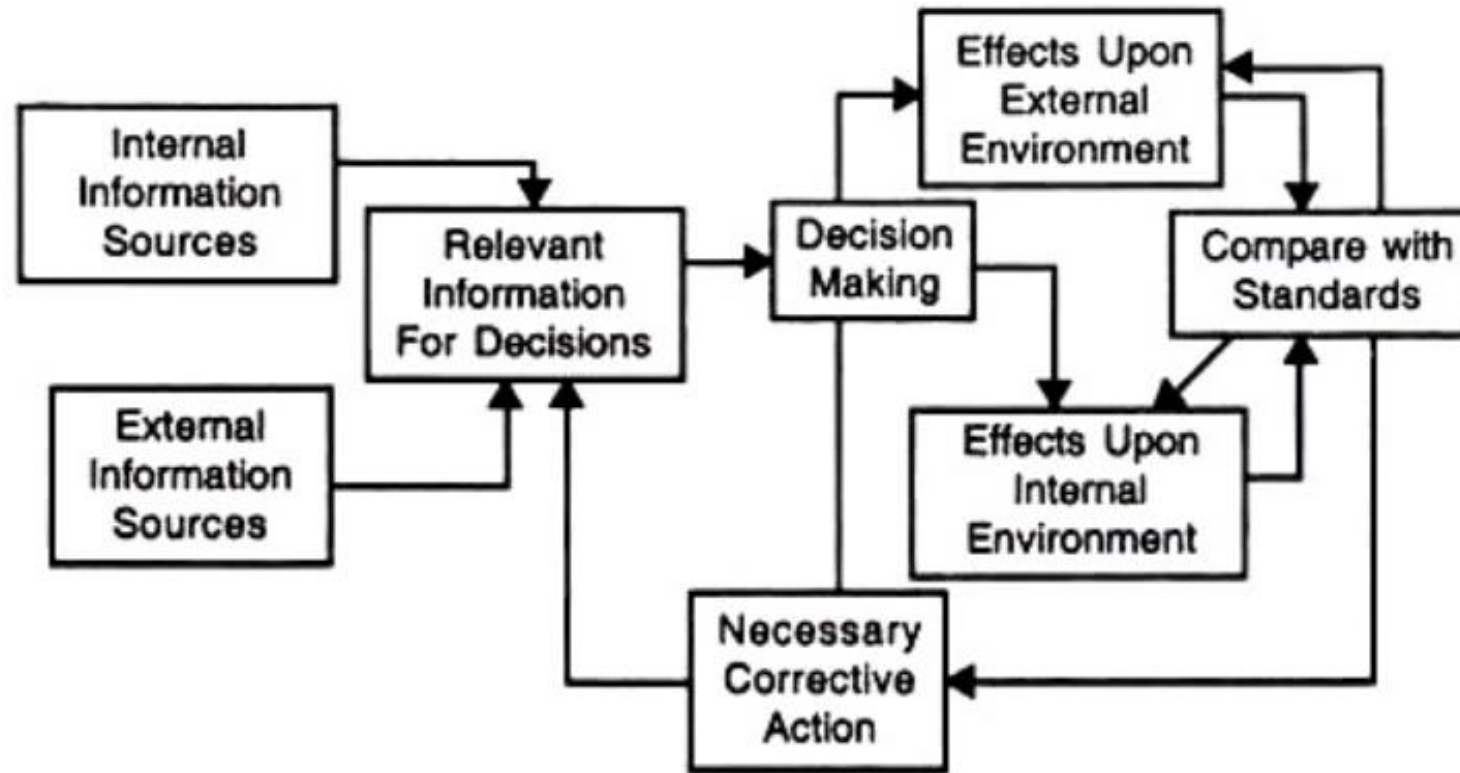 Internal
Information
Sources
External
Information
Sources
Relevant
Information
For Decisions
Decision
Making
Effects Upon
External
Environment
Compare with
Standards
Effects Upon
Internal
Environment
Necessary
Corrective
Action